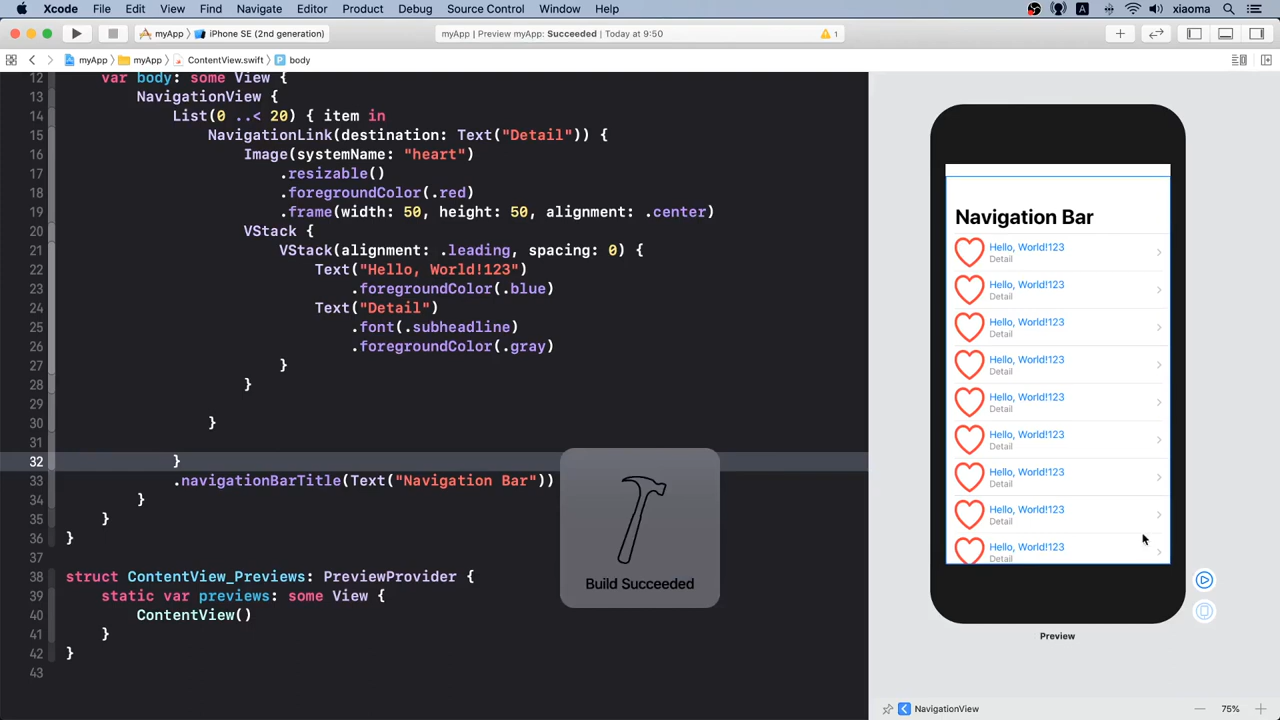 Xcode File Edit View Find Navigate Editor Product Debug Source Control Window Help A xiaoma
myApp iPhone SE (2nd generation) myApp | Preview myApp: Succeeded | Today at 9:50 1
myApp myApp ContentView.swift P body
12 var body: some View {
13 NavigationView {
14 List(0 ..< 20) { item in
15 NavigationLink(destination: Text("Detail")) {
16 Image(systemName: "heart")
17 .resizable()
18 .foregroundColor(.red)
19 .frame(width: 50, height: 50, alignment: .center)
20 VStack {
21 VStack(alignment: .leading, spacing: 0) {
22 Text("Hello, World!123")
23 .foregroundColor(.blue)
24 Text("Detail")
25 .font(.subheadline)
26 .foregroundColor(.gray)
27 }
28 }
29
30 }
31
32 }
33 .navigationBarTitle(Text("Navigation Bar"))
34 }
35 }
36 }
37
38 struct ContentView_Previews: PreviewProvider {
39 static var previews: some View {
40 ContentView()
41 }
42 }
43
Build Succeeded
Navigation Bar
Hello, World!123
Detail
Hello, World!123
Detail
Hello, World!123
Detail
Hello, World!123
Detail
Hello, World!123
Detail
Hello, World!123
Detail
Hello, World!123
Detail
Hello, World!123
Detail
Hello, World!123
Detail
Preview
NavigationView 75%